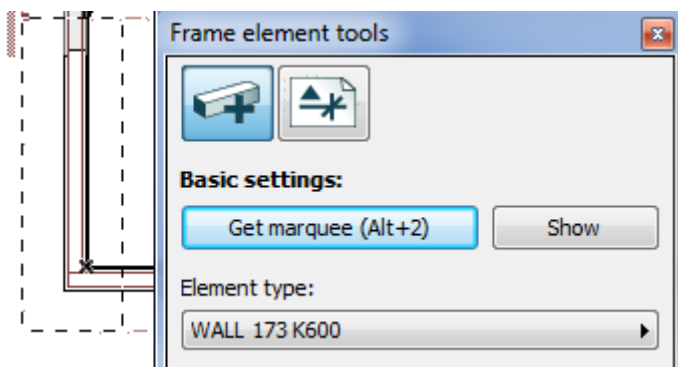 Frame element tools
Basic settings:
Get marquee (Alt+2)
Show
Element type:
WALL 173 K600